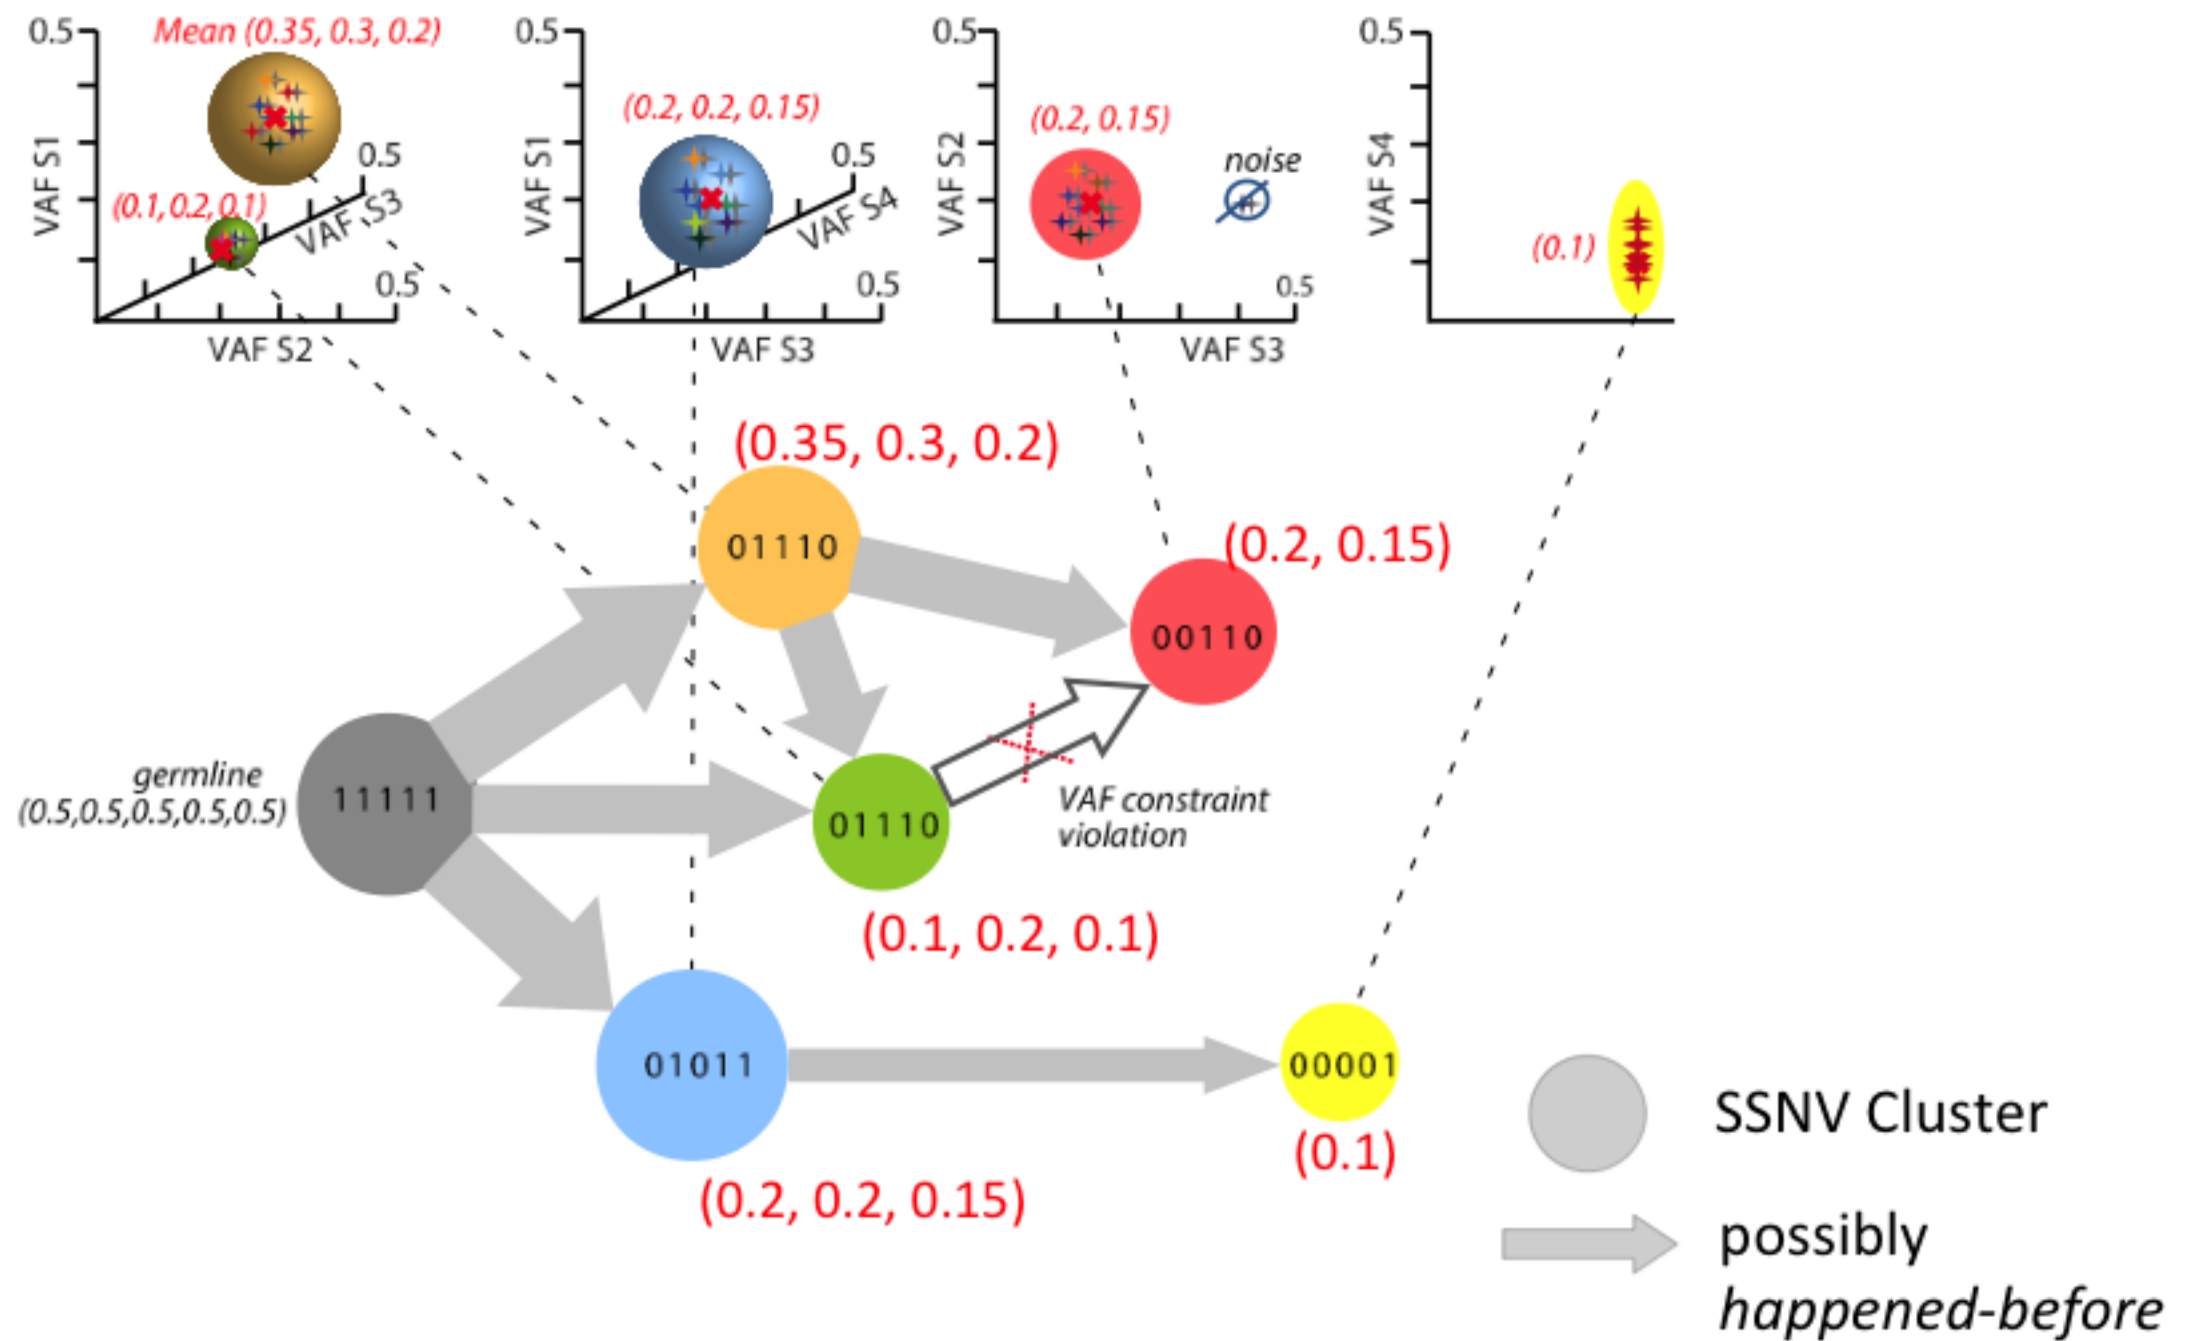 0.5
Mean (0.35, 0.3, 0.2)
VAF S1
(0.1,0.2,0.1)
0.5
VAF S3
0.5
VAF S2
0.5
(0.2, 0.2, 0.15)
VAF S1
0.5
VAF S4
0.5
VAF S3
0.5
(0.2, 0.15)
VAF S2
noise
0.5
VAF S3
0.5
VAF S4
(0.1)
(0.35, 0.3, 0.2)
01110
(0.2, 0.15)
00110
germline
(0.5,0.5,0.5,0.5,0.5)
11111
01110
VAF constraint
violation
(0.1, 0.2, 0.1)
01011
(0.2, 0.2, 0.15)
00001
(0.1)
SSNV Cluster
possibly
happened-before